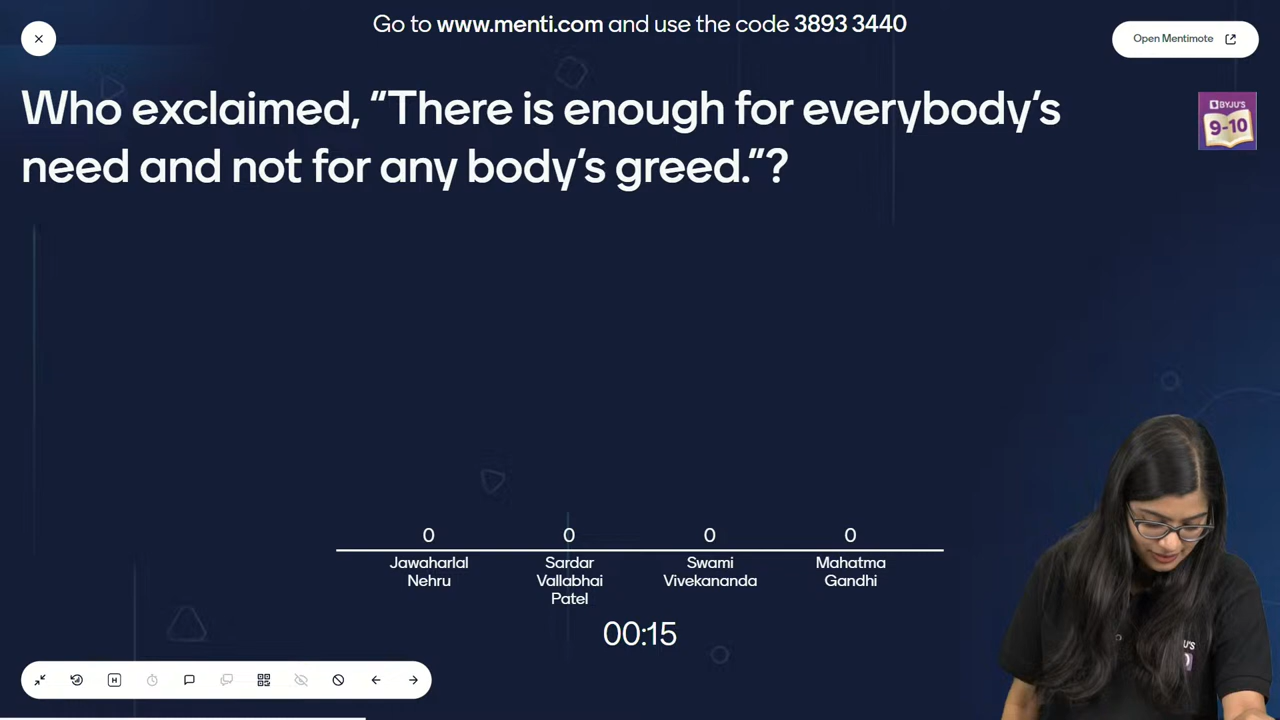 Go to www.menti.com and use the code 3893 3440
Open Mentimote
Who exclaimed, “There is enough for everybody’s
need and not for any body’s greed.”?
BYJU'S
9-10
0 0 0 0
Jawaharlal
Nehru
Sardar
Vallabhai
Patel
Swami
Vivekananda
Mahatma
Gandhi
00:15
H